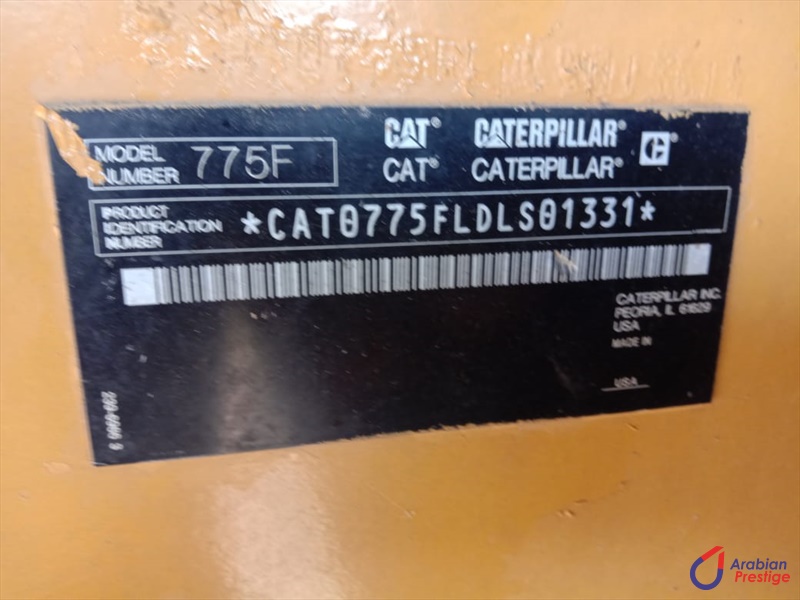 MODEL
NUMBER 775F
CAT® CATERPILLAR® C®
CAT® CATERPILLAR®
PRODUCT
IDENTIFICATION
NUMBER
*CAT0775FLDLS01331*
CATERPILLAR INC.
PEORIA, IL 61629
USA
MADE IN
USA
Arabian
Prestige